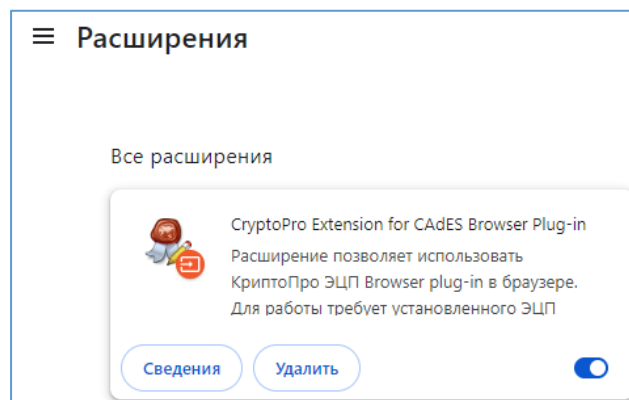 Расширения
Все расширения
CryptoPro Extension for CAdES Browser Plug-in
Расширение позволяет использовать
КриптоПро ЭЦП Browser plug-in в браузере.
Для работы требует установленного ЭЦП
Сведения
Удалить